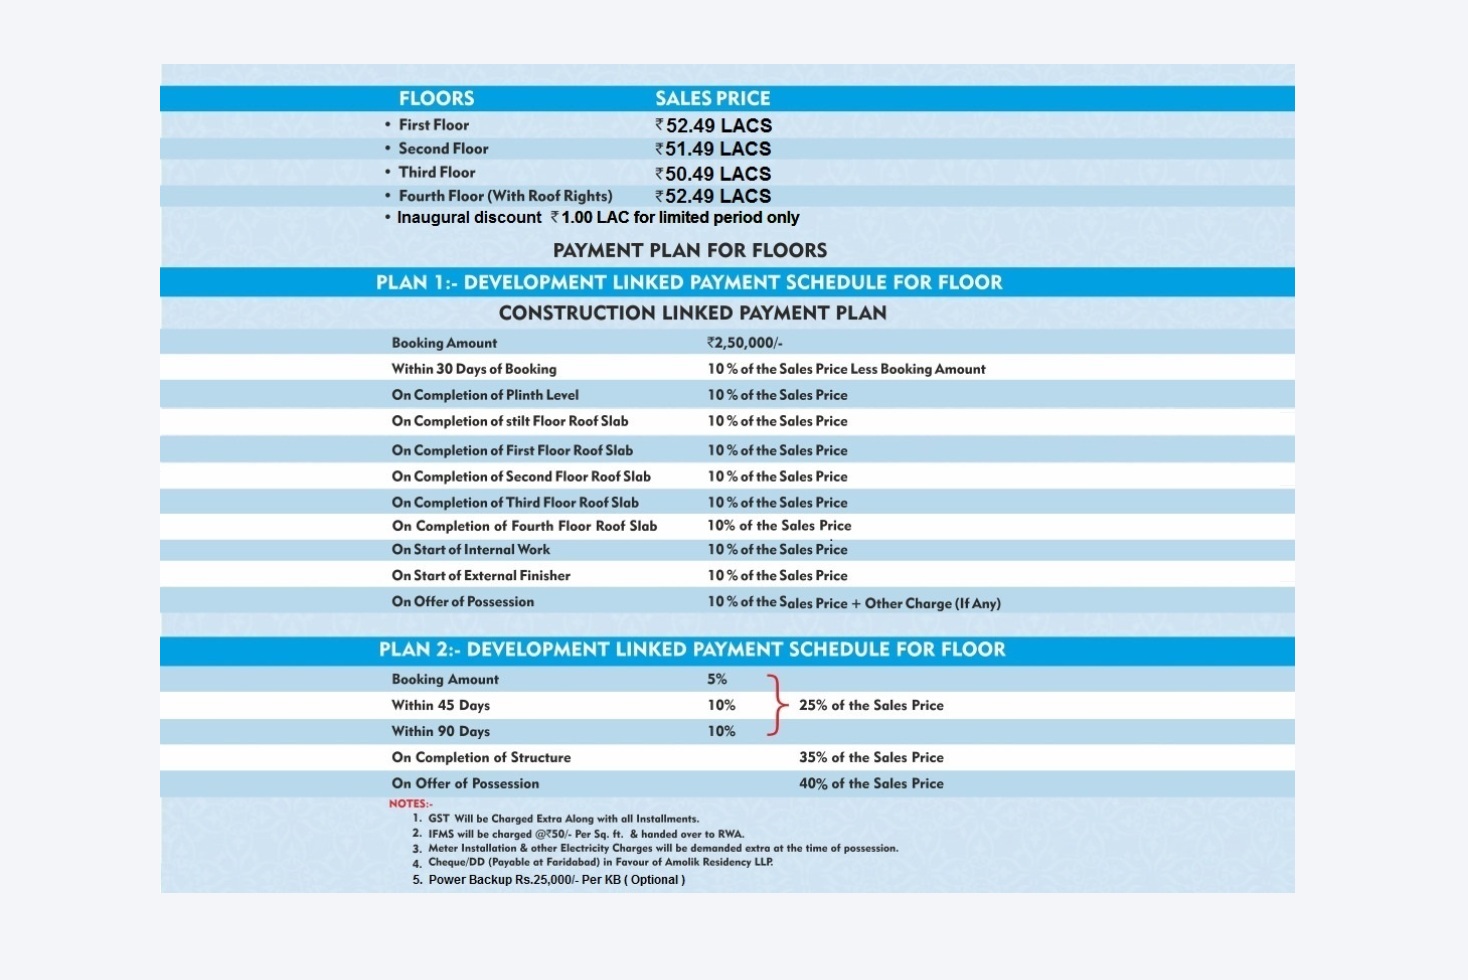 FLOORS SALES PRICE
• First Floor ₹52.49 LACS
• Second Floor ₹51.49 LACS
• Third Floor ₹50.49 LACS
• Fourth Floor (With Roof Rights) ₹52.49 LACS
• Inaugural discount ₹1.00 LAC for limited period only
PAYMENT PLAN FOR FLOORS
PLAN 1:- DEVELOPMENT LINKED PAYMENT SCHEDULE FOR FLOOR
CONSTRUCTION LINKED PAYMENT PLAN
Booking Amount ₹2,50,000/-
Within 30 Days of Booking 10% of the Sales Price Less Booking Amount
On Completion of Plinth Level 10% of the Sales Price
On Completion of stilt Floor Roof Slab 10% of the Sales Price
On Completion of First Floor Roof Slab 10% of the Sales Price
On Completion of Second Floor Roof Slab 10% of the Sales Price
On Completion of Third Floor Roof Slab 10% of the Sales Price
On Completion of Fourth Floor Roof Slab 10% of the Sales Price
On Start of Internal Work 10% of the Sales Price
On Start of External Finisher 10% of the Sales Price
On Offer of Possession 10% of the Sales Price + Other Charge (If Any)
PLAN 2:- DEVELOPMENT LINKED PAYMENT SCHEDULE FOR FLOOR
Booking Amount 5%
Within 45 Days 10% 25% of the Sales Price
Within 90 Days 10%
On Completion of Structure 35% of the Sales Price
On Offer of Possession 40% of the Sales Price
NOTES:-
1. GST Will be Charged Extra Along with all Installments.
2. IFMS will be charged @₹50/- Per Sq. ft. & handed over to RWA.
3. Meter Installation & other Electricity Charges will be demanded extra at the time of possession.
4. Cheque/DD (Payable at Faridabad) in Favour of Amolik Residency LLP.
5. Power Backup Rs.25,000/- Per KB ( Optional )